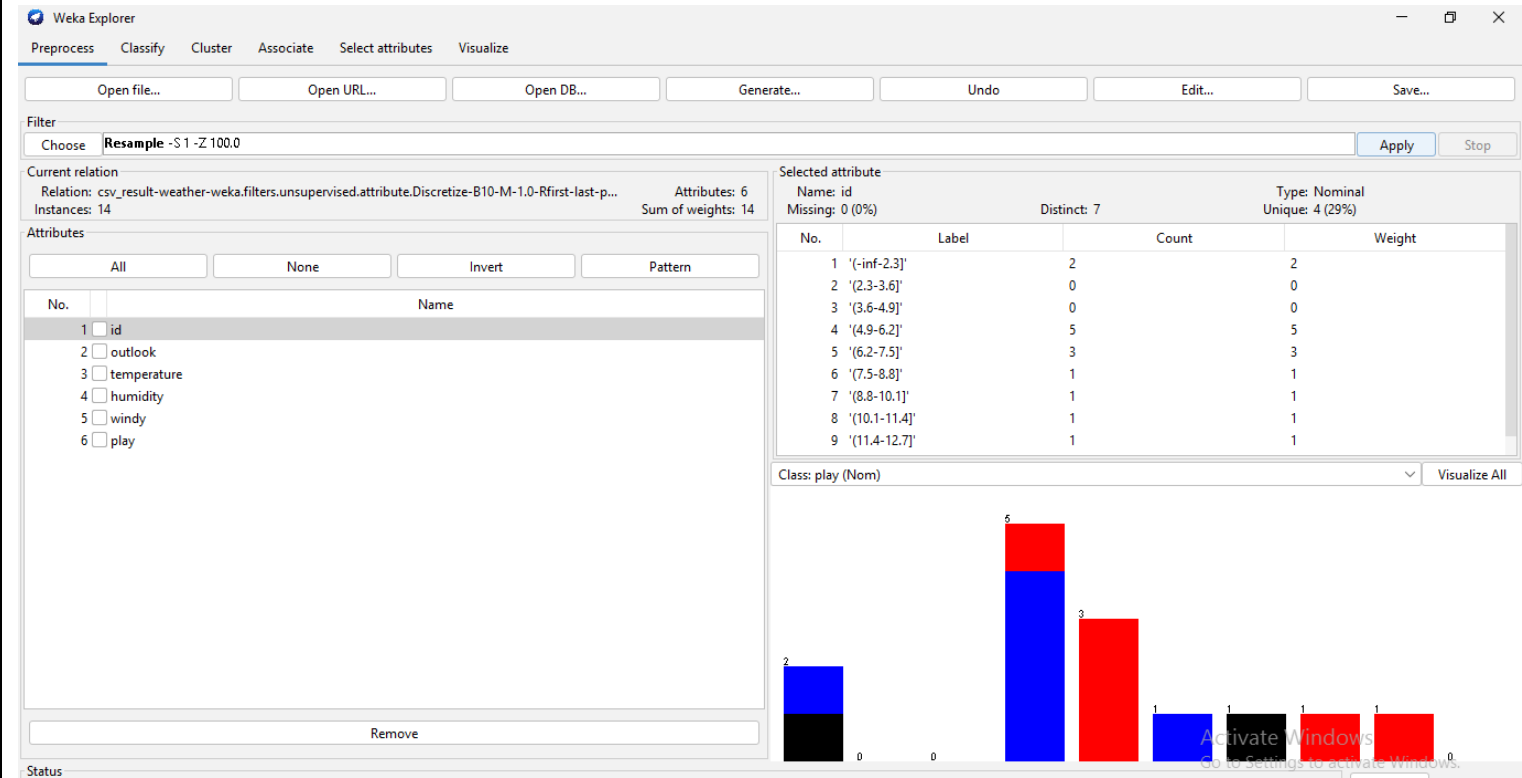 Weka Explorer
Preprocess Classify Cluster Associate Select attributes Visualize
Open file... Open URL... Open DB... Generate... Undo Edit... Save...
Filter
Choose Resample -S 1 -Z 100.0 Apply Stop
Current relation
Relation: csv_result-weather-weka.filters.unsupervised.attribute.Discretize-B10-M-1.0-Rfirst-last-p... Attributes: 6
Instances: 14 Sum of weights: 14
Attributes
All None Invert Pattern
No. Name
1 id
2 outlook
3 temperature
4 humidity
5 windy
6 play
Remove
Status
Selected attribute
Name: id Type: Nominal
Missing: 0 (0%) Distinct: 7 Unique: 4 (29%)
No. Label Count Weight
1 '(-inf-2.3]' 2 2
2 '(2.3-3.6]' 0 0
3 '(3.6-4.9]' 0 0
4 '(4.9-6.2]' 5 5
5 '(6.2-7.5]' 3 3
6 '(7.5-8.8]' 1 1
7 '(8.8-10.1]' 1 1
8 '(10.1-11.4]' 1 1
9 '(11.4-12.7]' 1 1
Class: play (Nom) Visualize All
2 0 0 5 3 1 1 1 1 0
Activate Windows
Go to Settings to activate Windows.